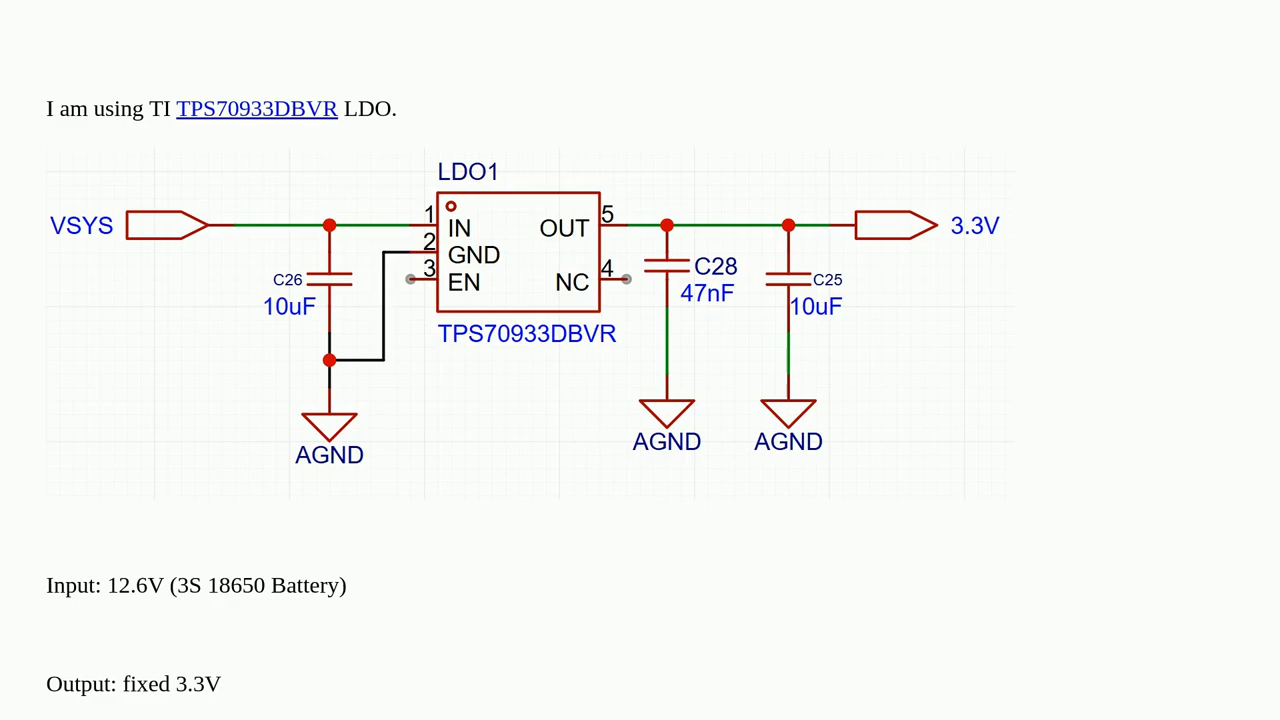 I am using TI TPS70933DBVR LDO.
LDO1
VSYS
1
IN
OUT
5
3.3V
2
GND
C26
10uF
3
EN
NC
4
C28
47nF
C25
10uF
TPS70933DBVR
AGND
AGND
AGND
Input: 12.6V (3S 18650 Battery)
Output: fixed 3.3V